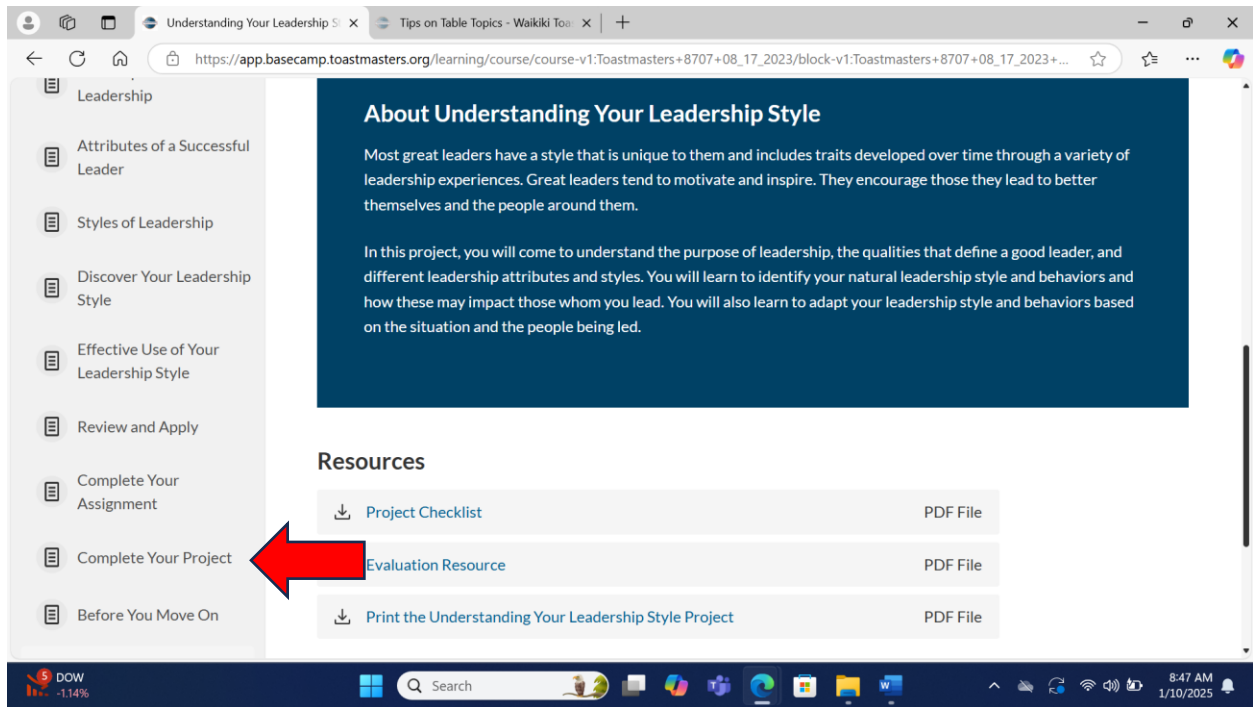 Understanding Your Leadership S
Tips on Table Topics - Waikiki Toa
https://app.basecamp.toastmasters.org/learning/course/course-v1:Toastmasters+8707+08_17_2023/block-v1:Toastmasters+8707+08_17_2023+...
Leadership
Attributes of a Successful
Leader
Styles of Leadership
Discover Your Leadership
Style
Effective Use of Your
Leadership Style
Review and Apply
Complete Your
Assignment
Complete Your Project
Before You Move On
About Understanding Your Leadership Style
Most great leaders have a style that is unique to them and includes traits developed over time through a variety of
leadership experiences. Great leaders tend to motivate and inspire. They encourage those they lead to better
themselves and the people around them.
In this project, you will come to understand the purpose of leadership, the qualities that define a good leader, and
different leadership attributes and styles. You will learn to identify your natural leadership style and behaviors and
how these may impact those whom you lead. You will also learn to adapt your leadership style and behaviors based
on the situation and the people being led.
Resources
Project Checklist PDF File
Evaluation Resource PDF File
Print the Understanding Your Leadership Style Project PDF File
5 DOW
-1.14%
Search
W
8:47 AM
1/10/2025